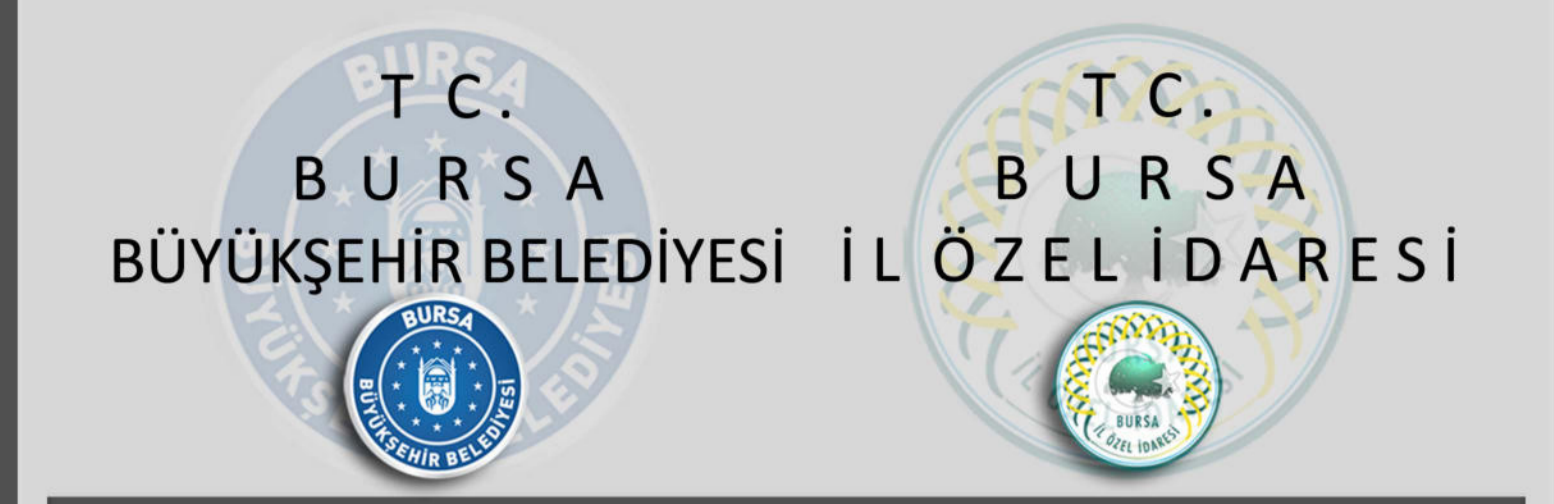 T C.
B U R S A
BÜYÜKŞEHİR BELEDİYESİ
BURSA
BÜYÜKŞEHİR BELEDİYESİ
T C.
B U R S A
İ L Ö Z E L İ D A R E S İ
BURSA
İL ÖZEL İDARESİ